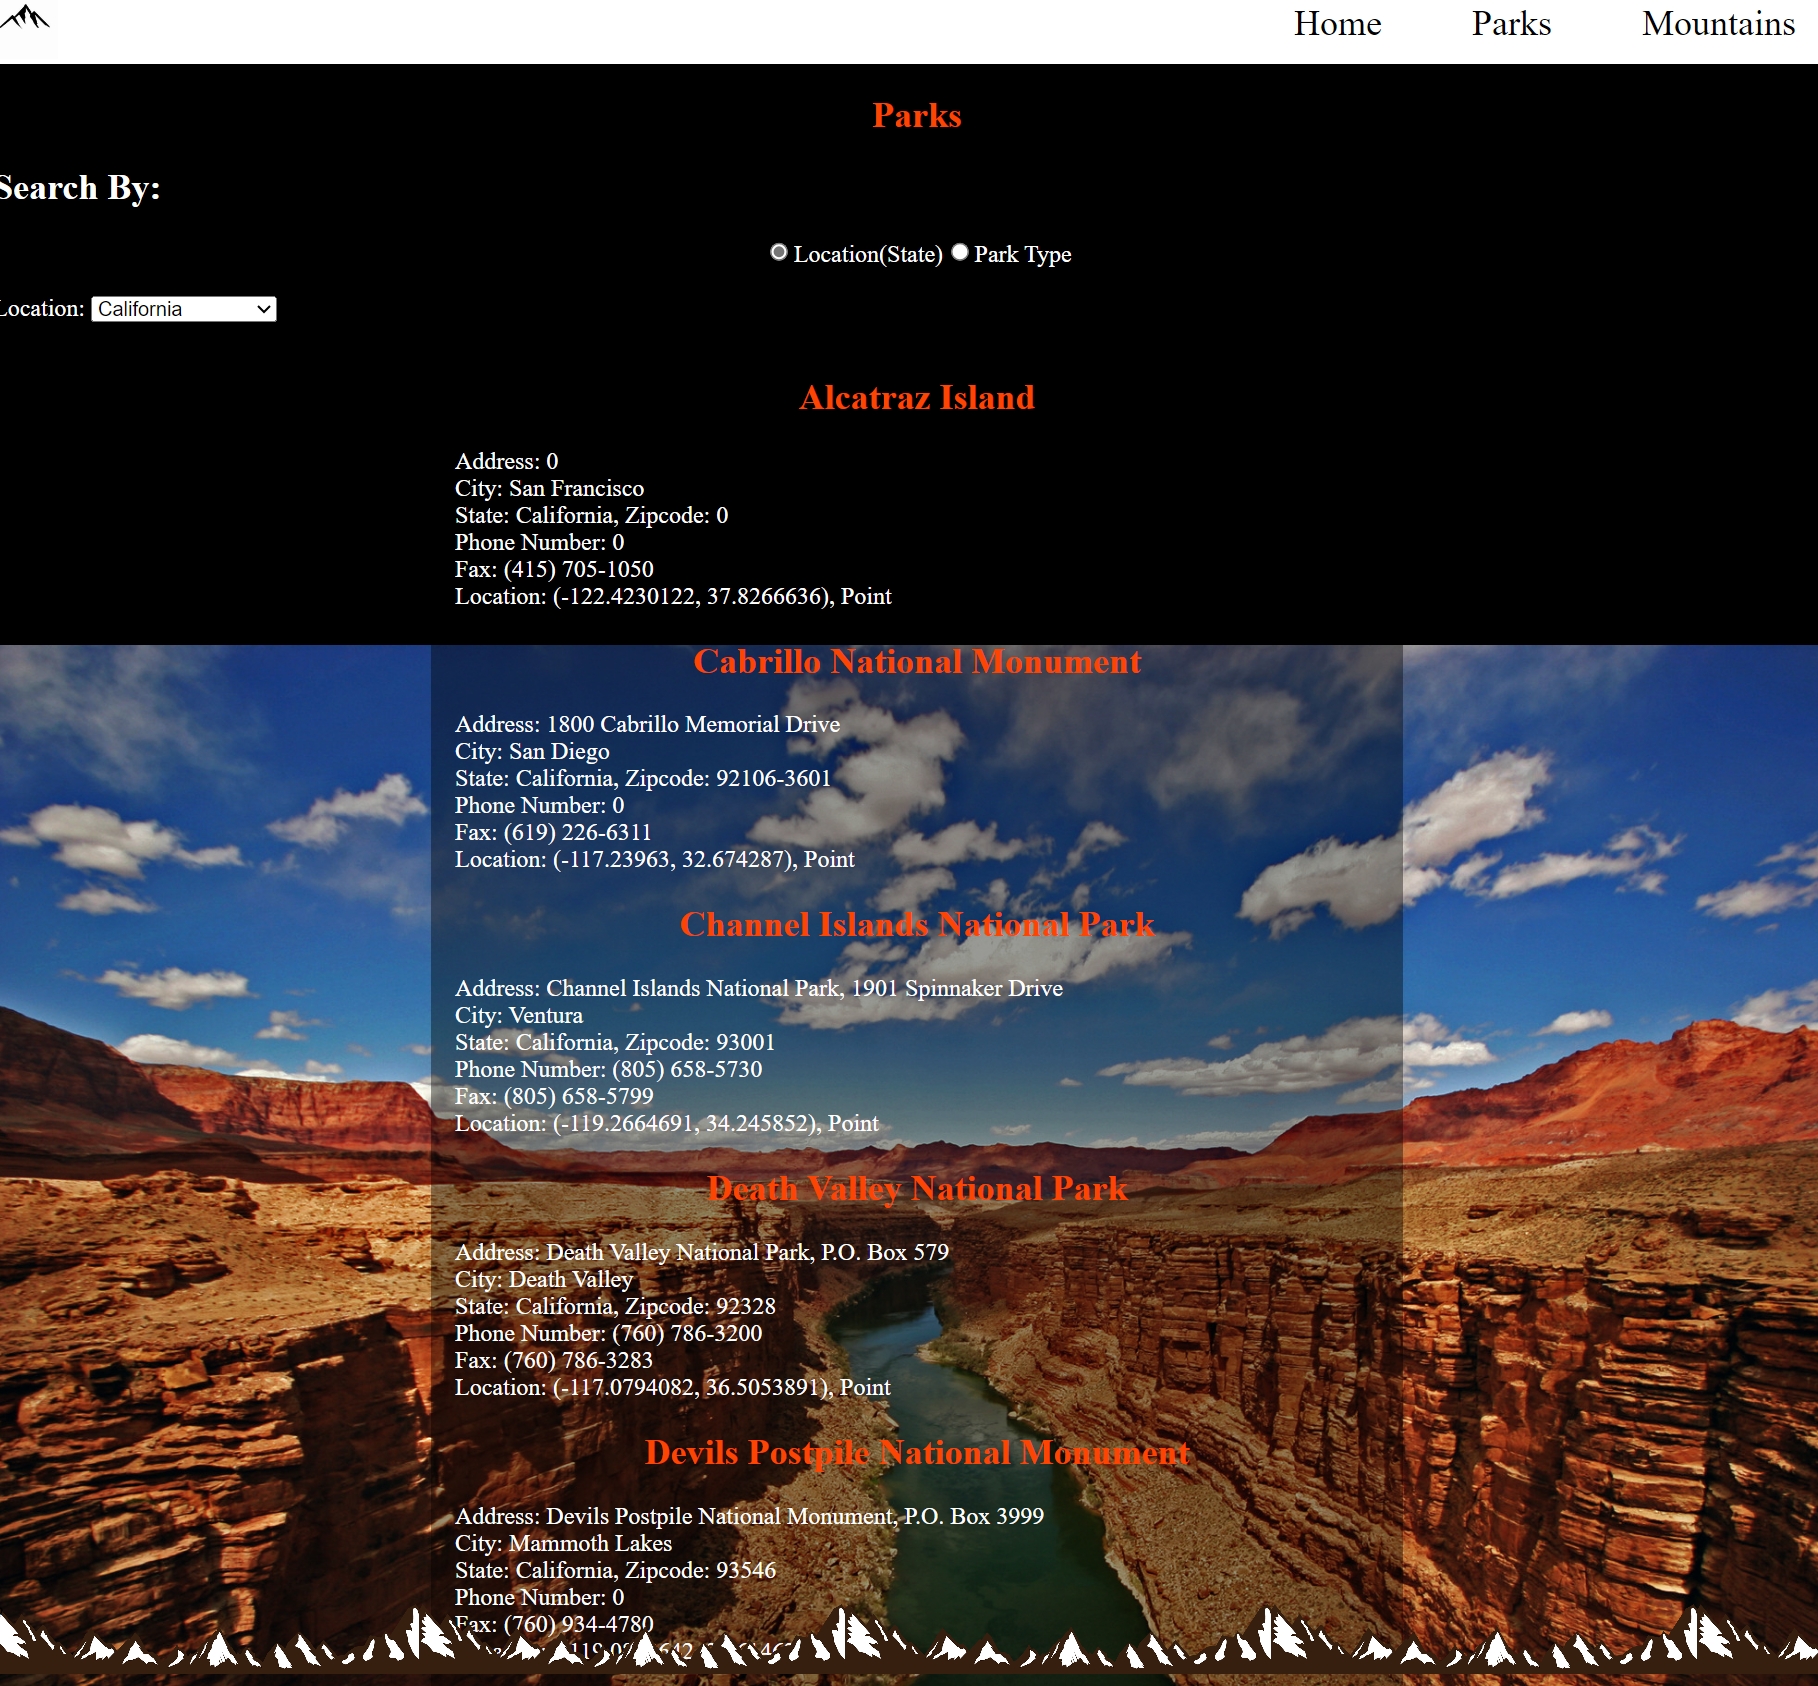 Home Parks Mountains
Parks
Search By:
Location(State) Park Type
Location: California
Alcatraz Island
Address: 0
City: San Francisco
State: California, Zipcode: 0
Phone Number: 0
Fax: (415) 705-1050
Location: (-122.4230122, 37.8266636), Point
Cabrillo National Monument
Address: 1800 Cabrillo Memorial Drive
City: San Diego
State: California, Zipcode: 92106-3601
Phone Number: 0
Fax: (619) 226-6311
Location: (-117.23963, 32.674287), Point
Channel Islands National Park
Address: Channel Islands National Park, 1901 Spinnaker Drive
City: Ventura
State: California, Zipcode: 93001
Phone Number: (805) 658-5730
Fax: (805) 658-5799
Location: (-119.2664691, 34.245852), Point
Death Valley National Park
Address: Death Valley National Park, P.O. Box 579
City: Death Valley
State: California, Zipcode: 92328
Phone Number: (760) 786-3200
Fax: (760) 786-3283
Location: (-117.0794082, 36.5053891), Point
Devils Postpile National Monument
Address: Devils Postpile National Monument, P.O. Box 3999
City: Mammoth Lakes
State: California, Zipcode: 93546
Phone Number: 0
Fax: (760) 934-4780